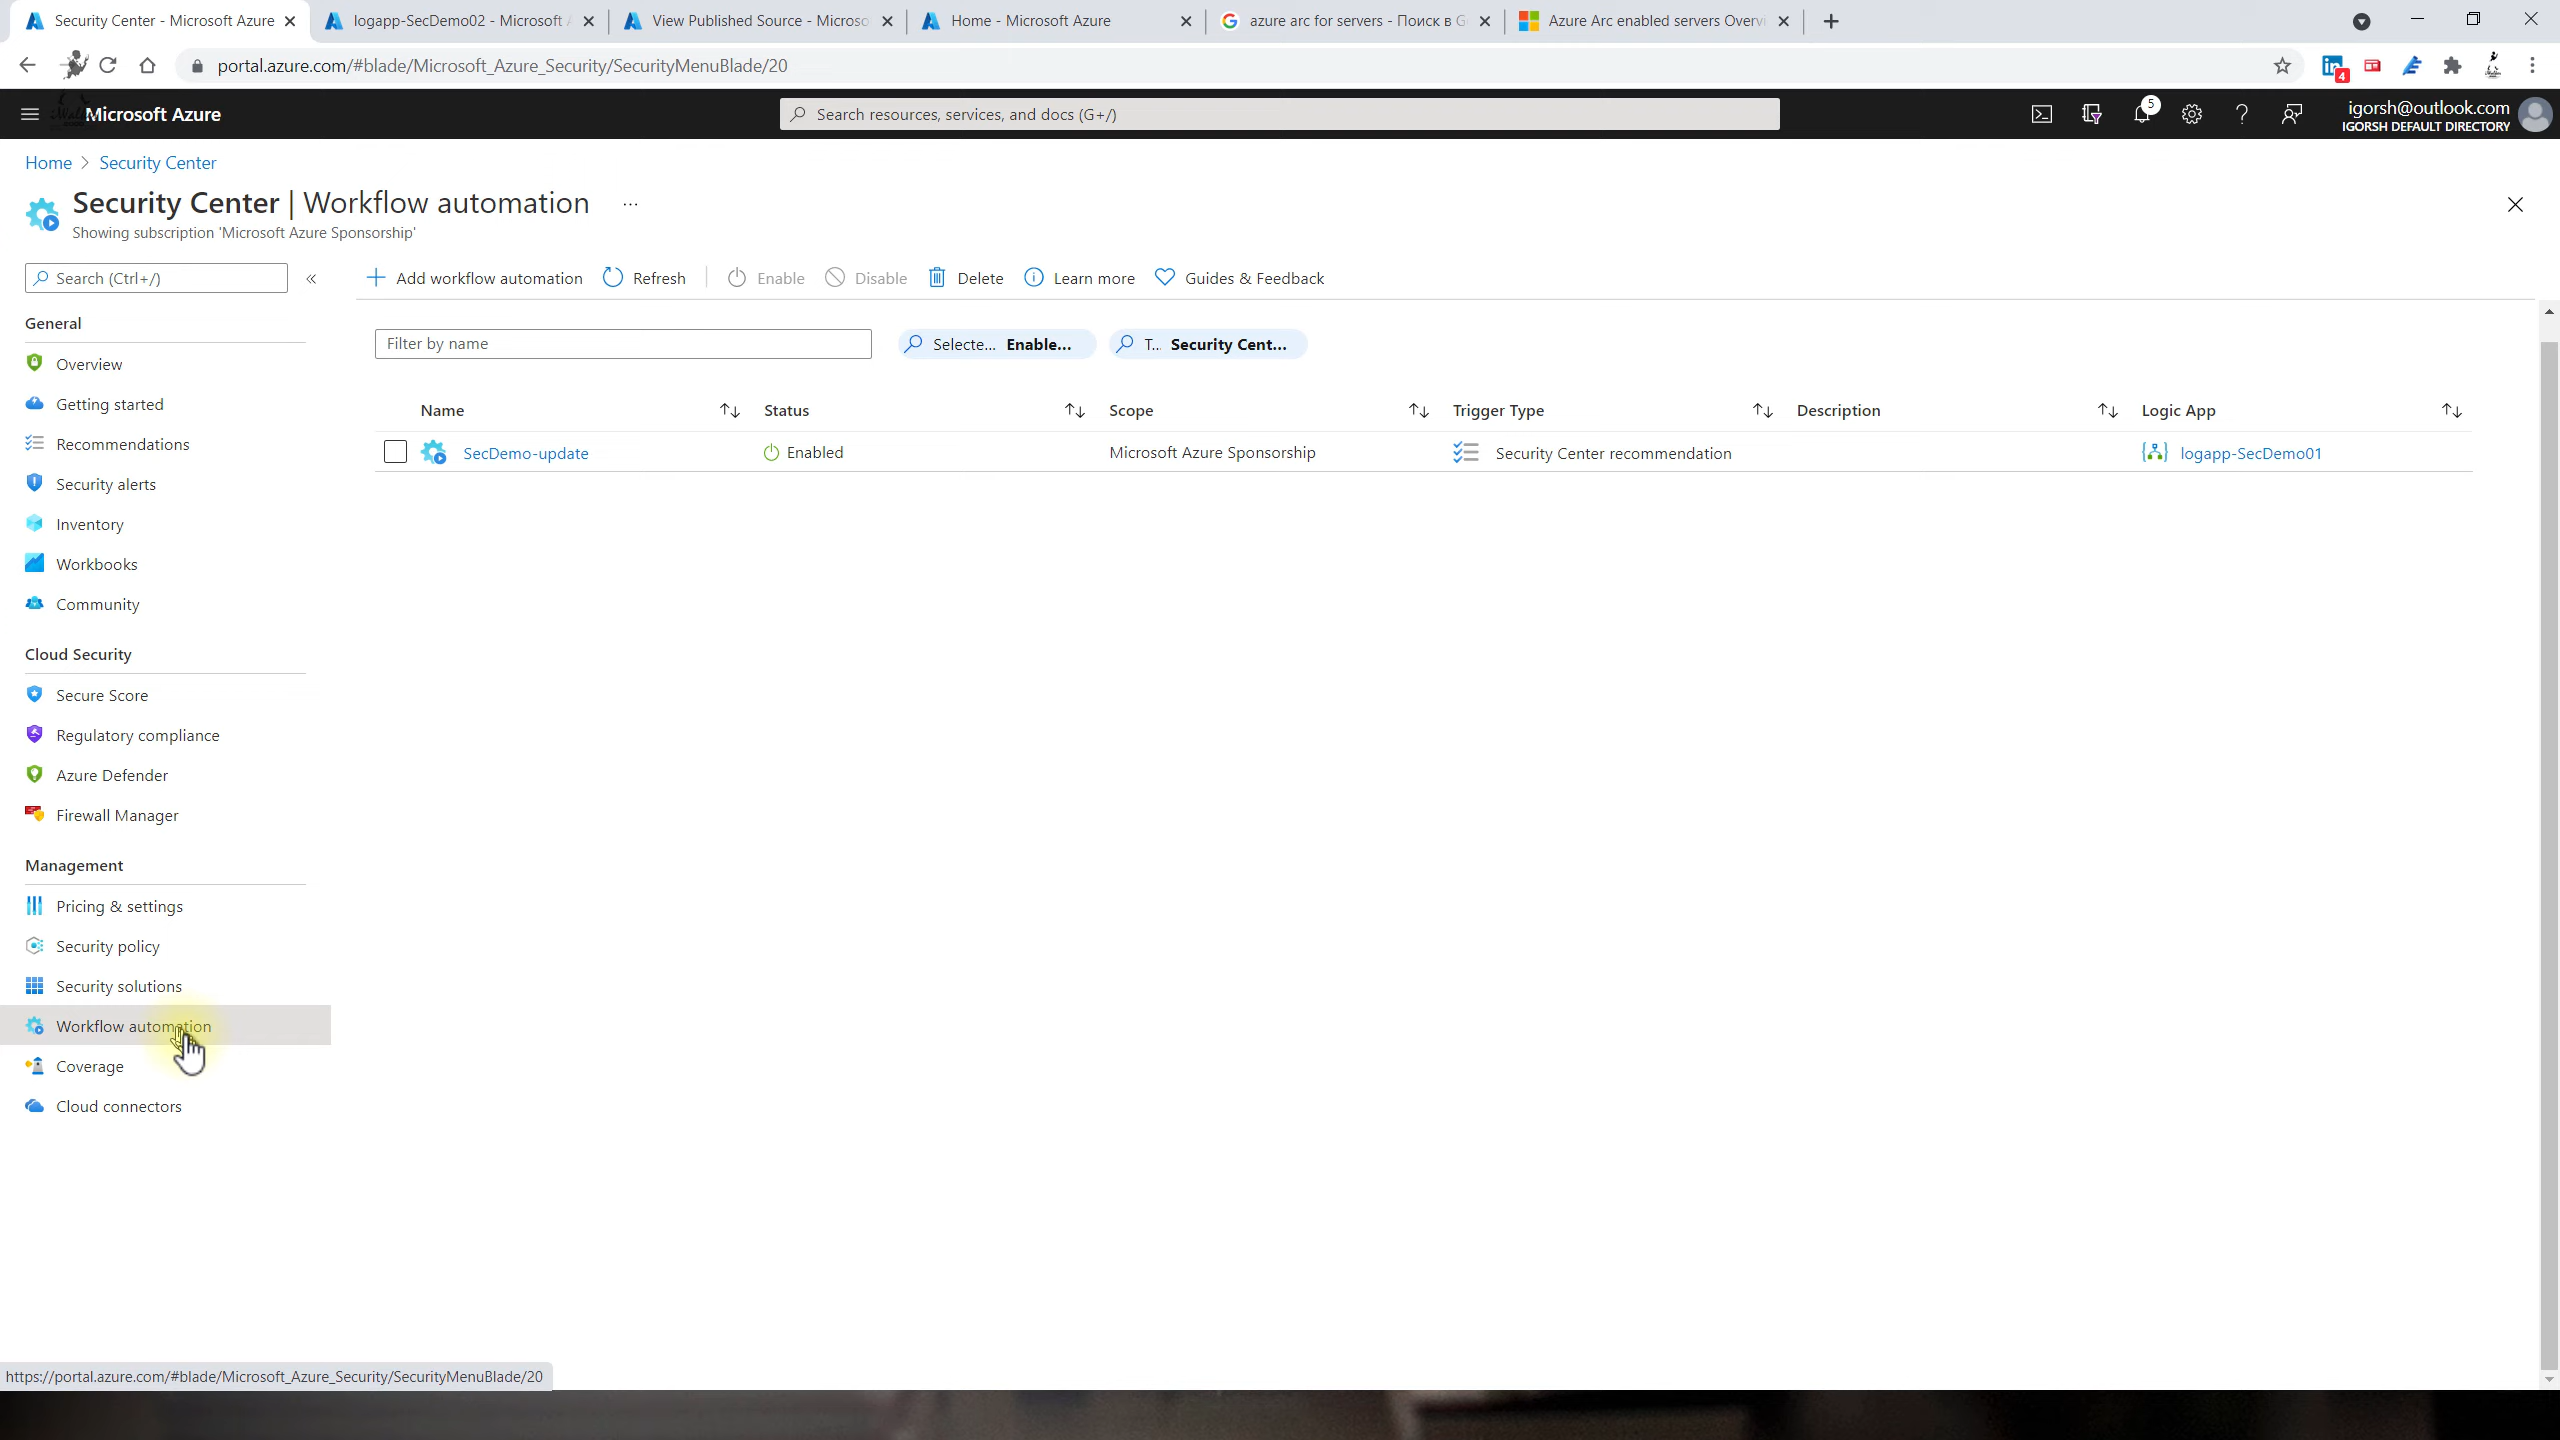 Security Center - Microsoft Azure
logapp-SecDemo02 - Microsoft A
View Published Source - Microso
Home - Microsoft Azure
azure arc for servers - Поиск в G
Azure Arc enabled servers Overvi
portal.azure.com/#blade/Microsoft_Azure_Security/SecurityMenuBlade/20
4
Microsoft Azure
Search resources, services, and docs (G+/)
5
igorsh@outlook.com
IGORSH DEFAULT DIRECTORY
Home > Security Center
Security Center | Workflow automation ...
Showing subscription 'Microsoft Azure Sponsorship'
Search (Ctrl+/)
«
Add workflow automation
Refresh
Enable
Disable
Delete
Learn more
Guides & Feedback
General
Overview
Getting started
Recommendations
Security alerts
Inventory
Workbooks
Community
Cloud Security
Secure Score
Regulatory compliance
Azure Defender
Firewall Manager
Management
Pricing & settings
Security policy
Security solutions
Workflow automation
Coverage
Cloud connectors
Filter by name
Selecte... Enable...
T... Security Cent...
Name
Status
Scope
Trigger Type
Description
Logic App
SecDemo-update
Enabled
Microsoft Azure Sponsorship
Security Center recommendation
logapp-SecDemo01
https://portal.azure.com/#blade/Microsoft_Azure_Security/SecurityMenuBlade/20